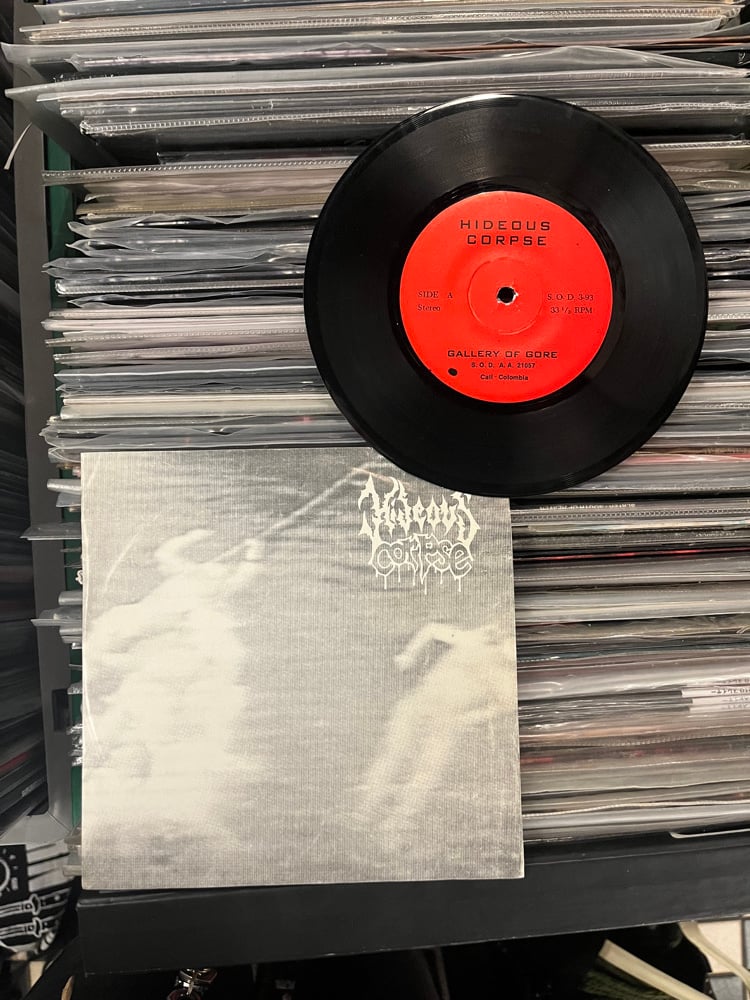 HIDEOUS
CORPSE
SIDE A
Stereo
S. O. D. 3-93
33 1/3 RPM
GALLERY OF GORE
S. O. D. A. A. 21057
Cali - Colombia
Hideous
corpse